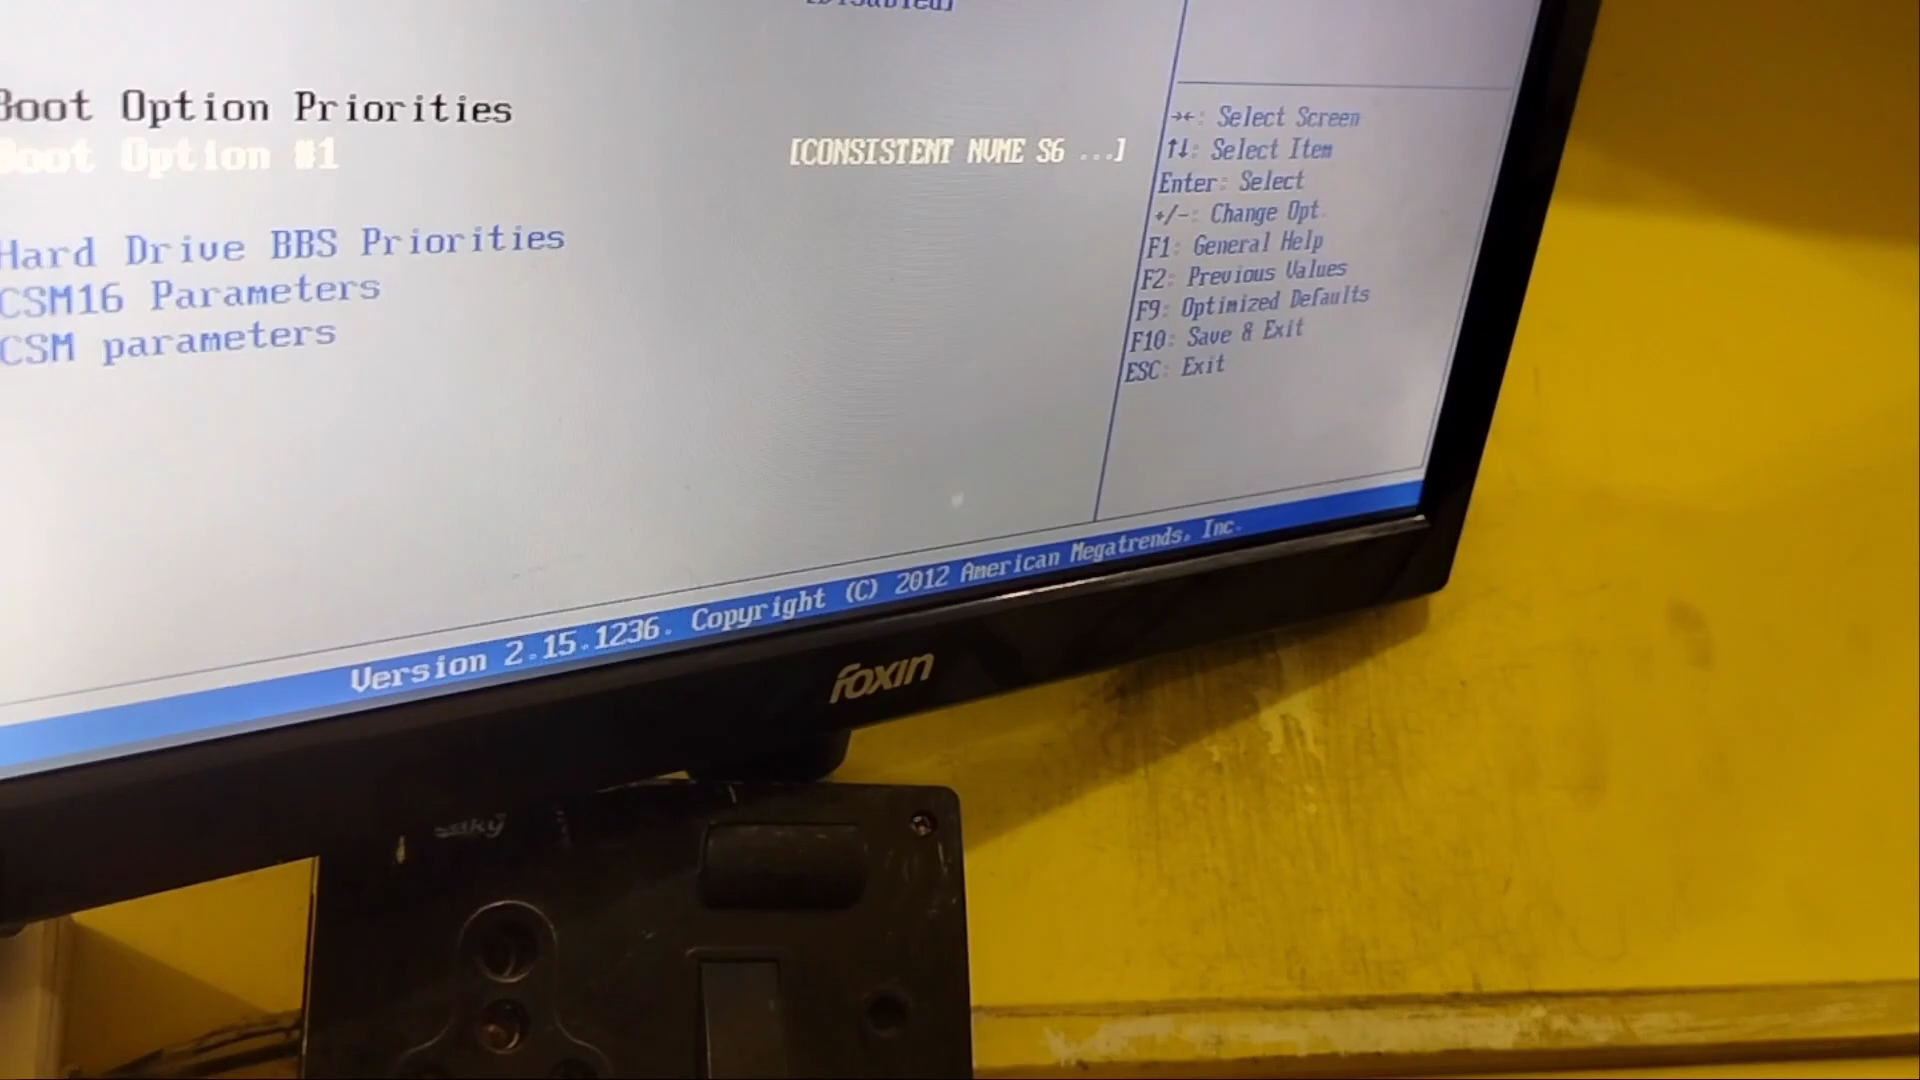 [Disabled]
Boot Option Priorities
Boot Option #1 [CONSISTENT NVME S6 ...]
Hard Drive BBS Priorities
CSM16 Parameters
CSM parameters
→←: Select Screen
↑↓: Select Item
Enter: Select
+/-: Change Opt.
F1: General Help
F2: Previous Values
F9: Optimized Defaults
F10: Save & Exit
ESC: Exit
Version 2.15.1236. Copyright (C) 2012 American Megatrends, Inc.
foxin